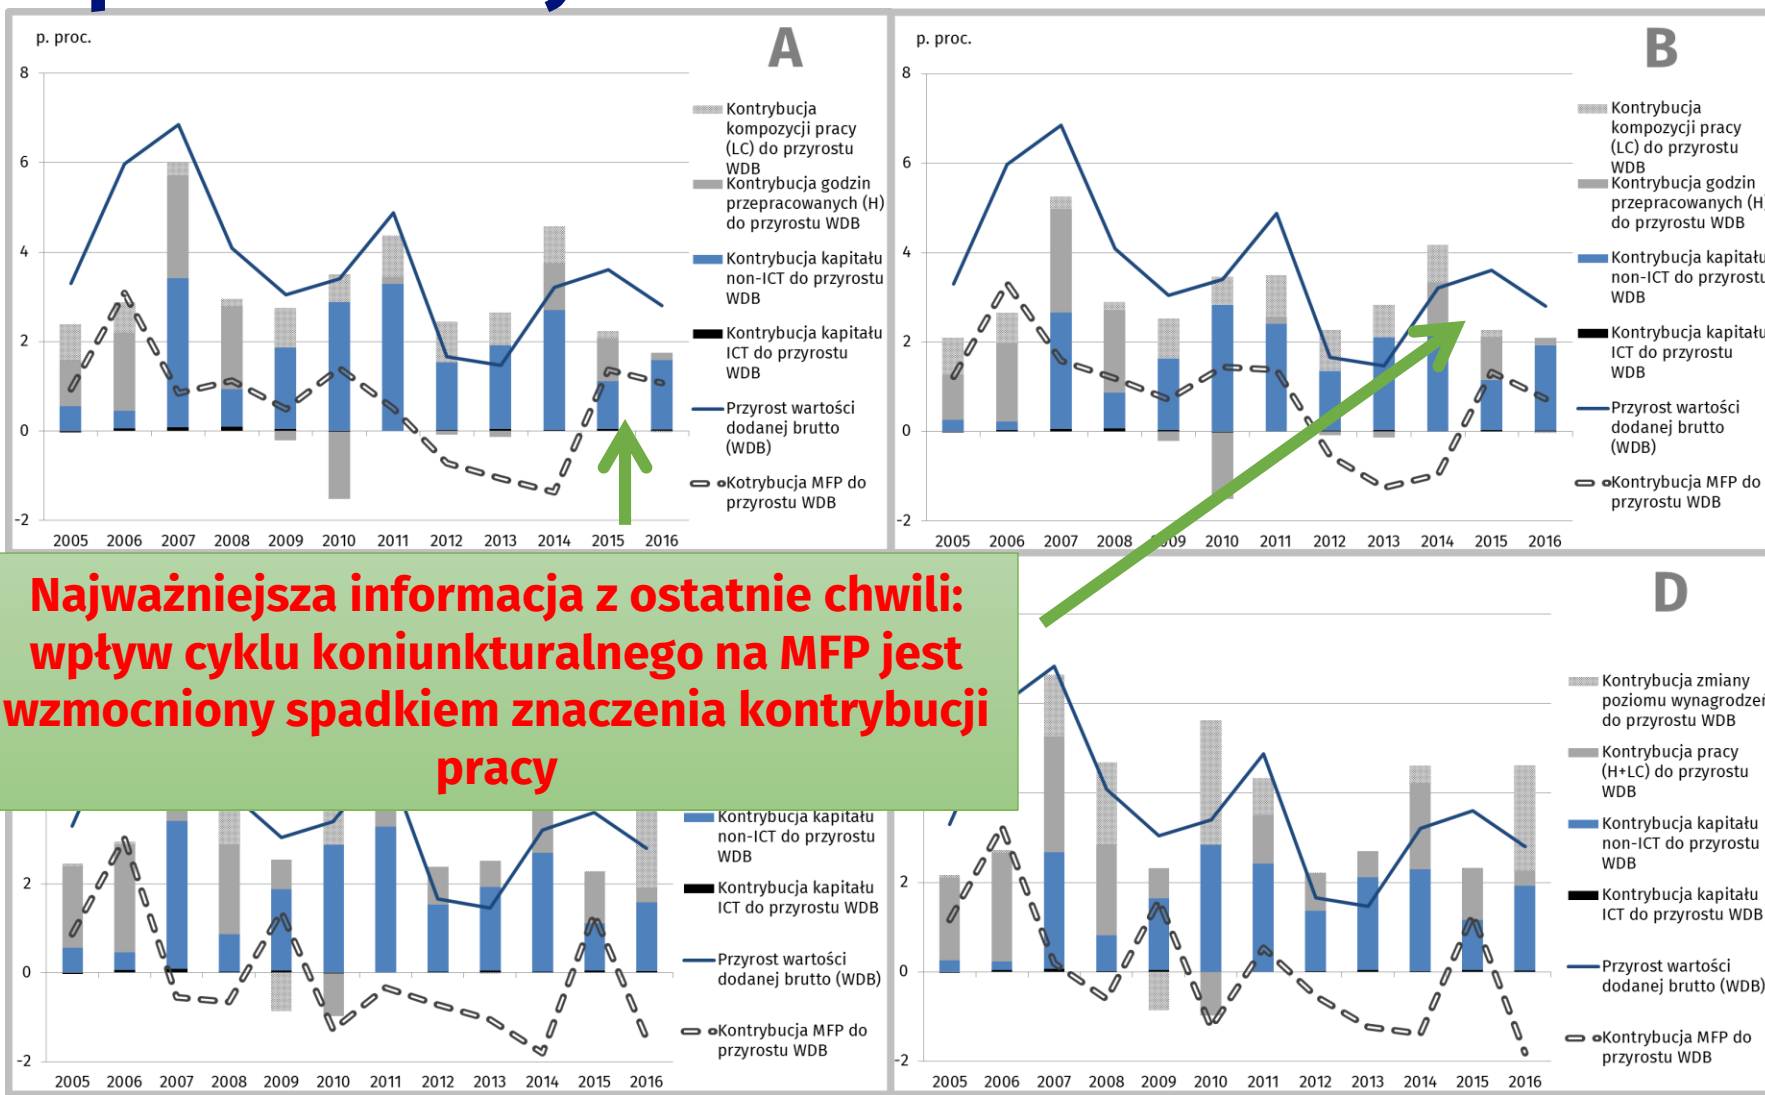 p. proc.
A
8
6
4
2
0
-2
2005 2006 2007 2008 2009 2010 2011 2012 2013 2014 2015 2016
Kontrybucja
kompozycji pracy
(LC) do przyrostu
WDB
Kontrybucja godzin
przepracowanych (H)
do przyrostu WDB
Kontrybucja kapitału
non-ICT do przyrostu
WDB
Kontrybucja kapitału
ICT do przyrostu
WDB
Przyrost wartości
dodanej brutto
(WDB)
Kotrybucja MFP do
przyrostu WDB
p. proc.
B
8
6
4
2
0
-2
2005 2006 2007 2008 2009 2010 2011 2012 2013 2014 2015 2016
Kontrybucja
kompozycji pracy
(LC) do przyrostu
WDB
Kontrybucja godzin
przepracowanych (H)
do przyrostu WDB
Kontrybucja kapitału
non-ICT do przyrostu
WDB
Kontrybucja kapitału
ICT do przyrostu
WDB
Przyrost wartości
dodanej brutto
(WDB)
Kontrybucja MFP do
przyrostu WDB
Najważniejsza informacja z ostatnie chwili:
wpływ cyklu koniunkturalnego na MFP jest
wzmocniony spadkiem znaczenia kontrybucji
pracy
2
0
-2
2005 2006 2007 2008 2009 2010 2011 2012 2013 2014 2015 2016
Kontrybucja kapitału
non-ICT do przyrostu
WDB
Kontrybucja kapitału
ICT do przyrostu WDB
Przyrost wartości
dodanej brutto (WDB)
Kontrybucja MFP do
przyrostu WDB
D
2
0
-2
2005 2006 2007 2008 2009 2010 2011 2012 2013 2014 2015 2016
Kontrybucja zmiany
poziomu wynagrodzeń
do przyrostu WDB
Kontrybucja pracy
(H+LC) do przyrostu
WDB
Kontrybucja kapitału
non-ICT do przyrostu
WDB
Kontrybucja kapitału
ICT do przyrostu WDB
Przyrost wartości
dodanej brutto (WDB)
Kontrybucja MFP do
przyrostu WDB